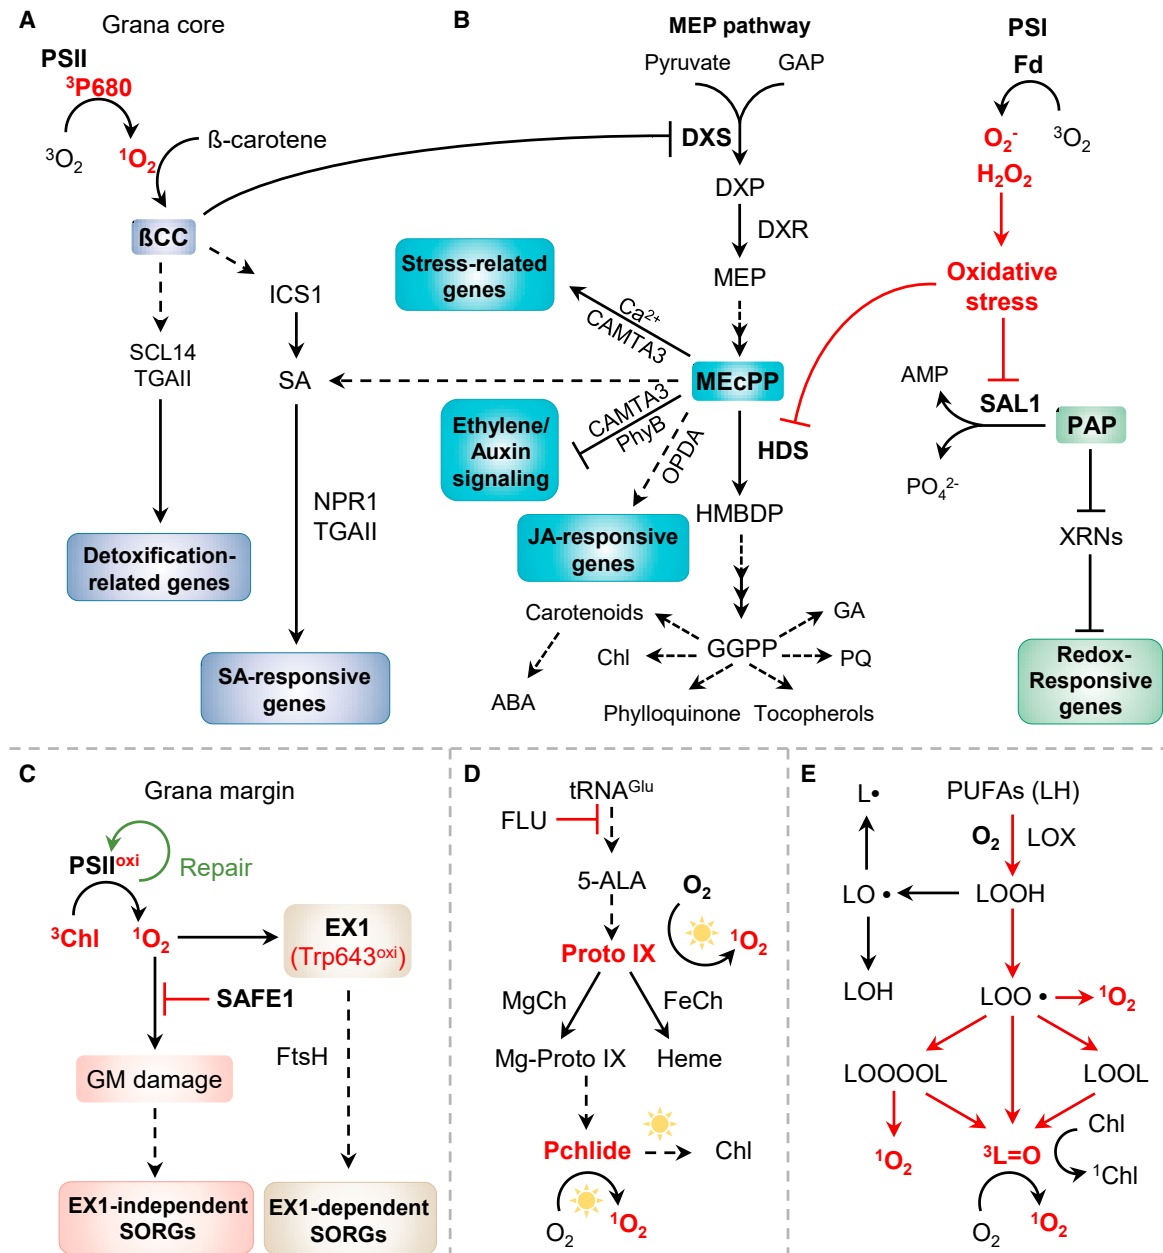 A
Grana core
PSII
³P680
³O₂
¹O₂
ß-carotene
ßCC
ICS1
SCL14
TGAII
SA
NPR1
TGAII
Detoxification-
related genes
SA-responsive
genes
B
MEP pathway
Pyruvate
GAP
DXS
DXP
DXR
MEP
Stress-related
genes
Ca²⁺
CAMTA3
MEcPP
Ethylene/
Auxin
signaling
CAMTA3
PhyB
OPDA
HDS
JA-responsive
genes
HMBDP
Carotenoids
GA
Chl
GGPP
PQ
ABA
Phylloquinone
Tocopherols
PSI
Fd
O₂⁻
³O₂
H₂O₂
Oxidative
stress
AMP
SAL1
PAP
PO₄²⁻
XRNs
Redox-
Responsive
genes
C
Grana margin
PSIIᵒˣⁱ
Repair
³Chl
¹O₂
EX1
(Trp643ᵒˣⁱ)
SAFE1
FtsH
GM damage
EX1-independent
SORGs
EX1-dependent
SORGs
D
tRNAᴳˡᵘ
FLU
5-ALA
O₂
Proto IX
¹O₂
MgCh
FeCh
Mg-Proto IX
Heme
Pchlide
Chl
O₂
¹O₂
E
L•
PUFAs (LH)
O₂
LOX
LO •
LOOH
LOH
LOO •
¹O₂
LOOOOL
LOOL
Chl
¹O₂
³L=O
¹Chl
O₂
¹O₂